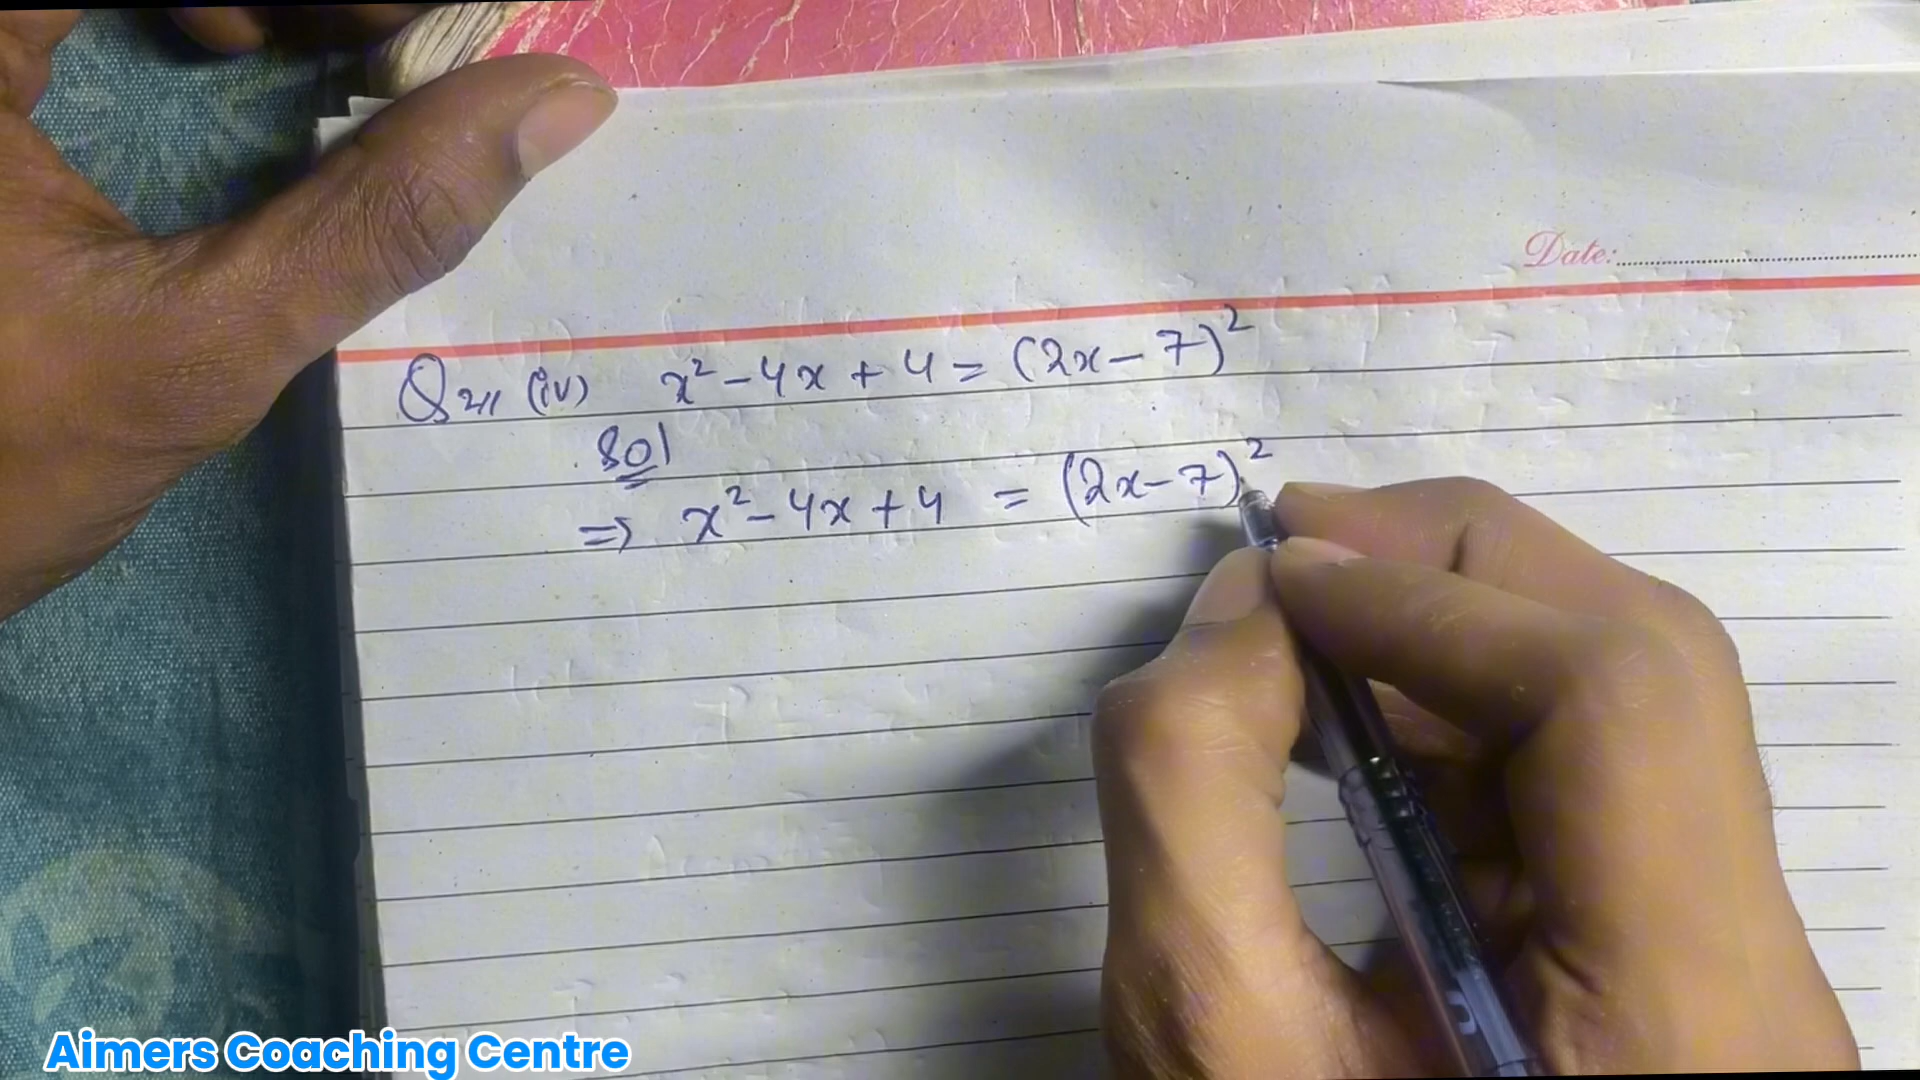 Date:
Q2// (iv) x² - 4x + 4 = (2x - 7)²
Sol
⇒ x² - 4x + 4 = (2x - 7)²
Aimers Coaching Centre